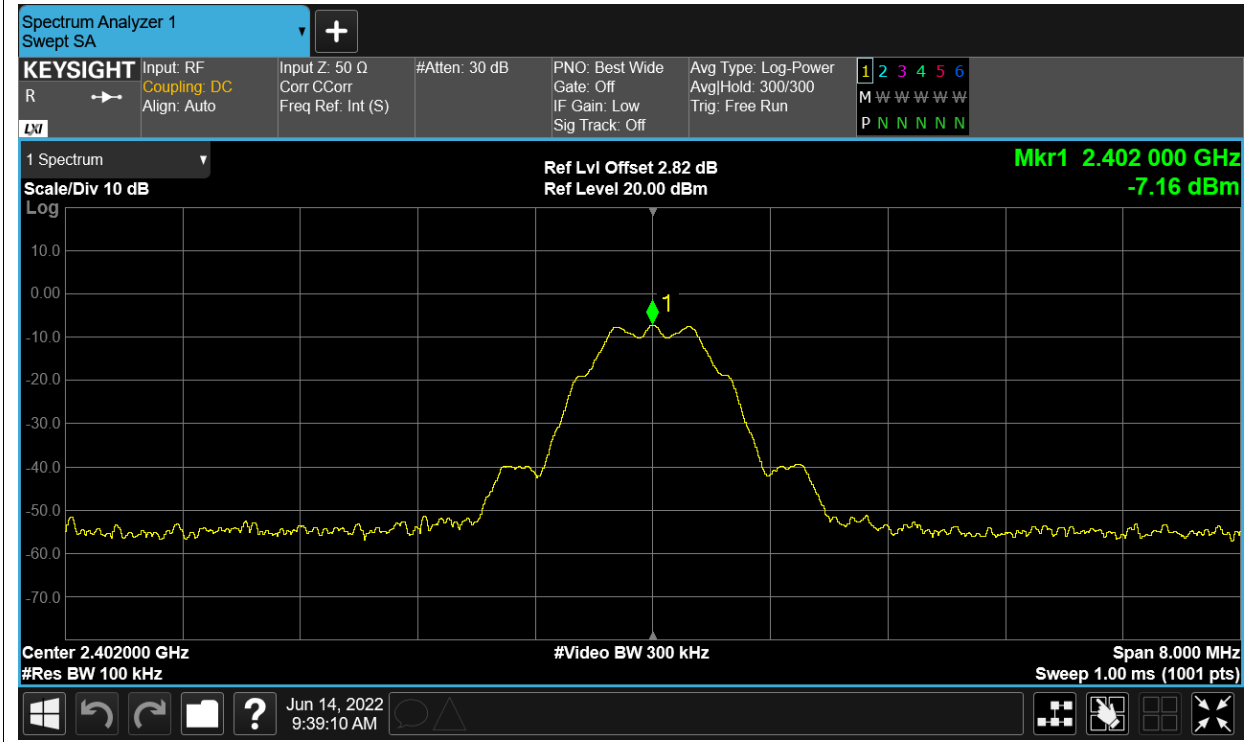 Spectrum Analyzer 1
Swept SA
+
KEYSIGHT
R
LXI
Input: RF
Coupling: DC
Align: Auto
Input Z: 50 Ω
Corr CCorr
Freq Ref: Int (S)
#Atten: 30 dB
PNO: Best Wide
Gate: Off
IF Gain: Low
Sig Track: Off
Avg Type: Log-Power
Avg|Hold: 300/300
Trig: Free Run
1 2 3 4 5 6
M W W W W W
P N N N N N
1 Spectrum
Scale/Div 10 dB
Log
Ref Lvl Offset 2.82 dB
Ref Level 20.00 dBm
Mkr1 2.402 000 GHz
-7.16 dBm
10.0
0.00
-10.0
-20.0
-30.0
-40.0
-50.0
-60.0
-70.0
1
Center 2.402000 GHz
#Res BW 100 kHz
#Video BW 300 kHz
Span 8.000 MHz
Sweep 1.00 ms (1001 pts)
?
Jun 14, 2022
9:39:10 AM